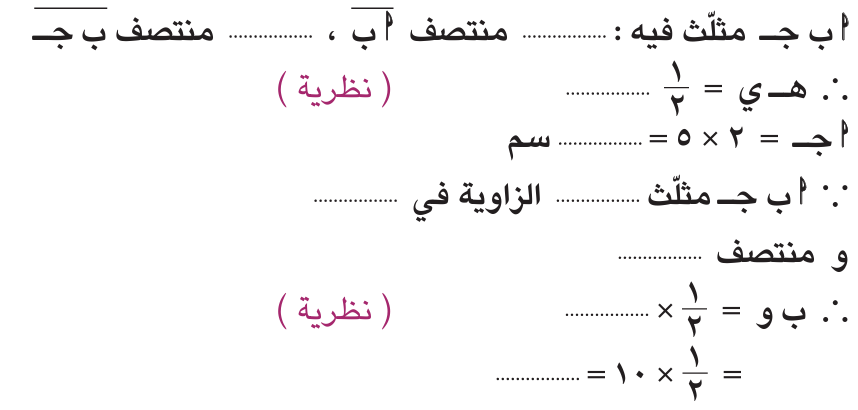 أ ب جـ مثلّث فيه : ................ منتصف أب ، ................ منتصف ب جـ
∴ هـ ي = ١/٢ ................ ( نظرية )
أ جـ = ٢ × ٥ = ................ سم
∵ أ ب جـ مثلّث ................ الزاوية في ................
و منتصف ................
∴ ب و = ١/٢ × ................ ( نظرية )
= ١/٢ × ١٠ = ................